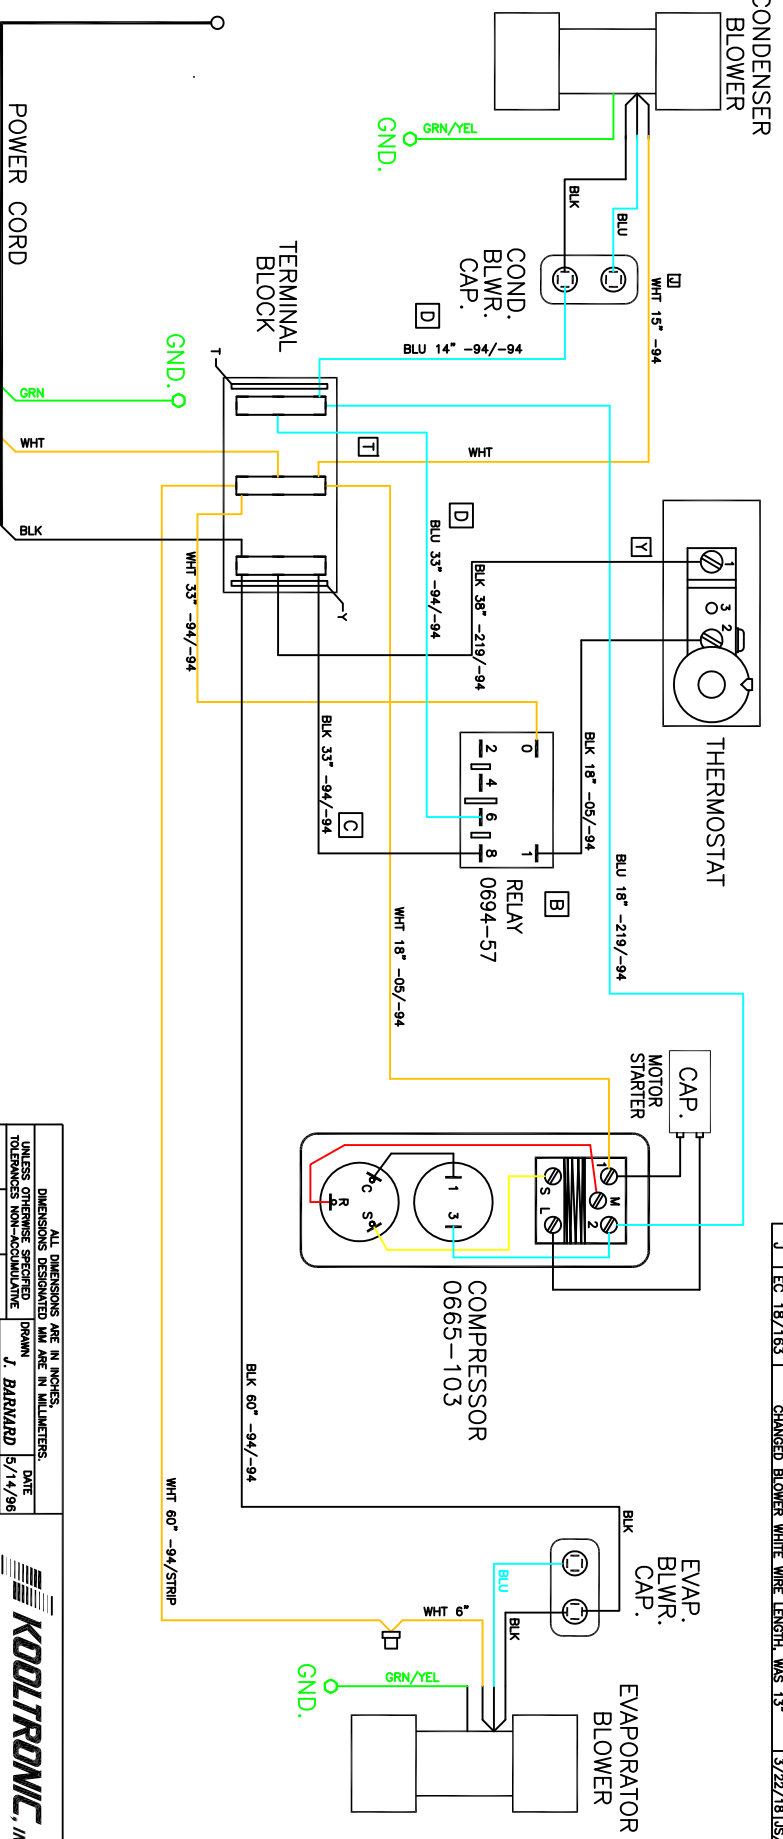 CONDENSER
BLOWER
GRN/YEL
GND.
BLK
BLU
COND.
BLWR.
CAP.
J
WHT 15" -94
D
BLU 14" -94/-94
TERMINAL
BLOCK
T
POWER CORD
GND.
GRN
WHT
BLK
T
WHT
D
BLU 33" -94/-94
Y
BLK 38" -219/-94
WHT 33" -94/-94
Y
1
3
2
THERMOSTAT
BLK 18" -05/-94
BLK 33" -94/-94
C
0
2
4
6
8
1
RELAY
0694-57
B
BLU 18" -219/-94
WHT 18" -05/-94
CAP.
MOTOR
STARTER
1
M
2
S
L
1
3
C
R
S
COMPRESSOR
0665-103
BLK 60" -94/-94
WHT 60" -94/STRIP
BLK
EVAP.
BLWR.
CAP.
BLU
BLK
WHT 6"
GRN/YEL
GND.
EVAPORATOR
BLOWER
J EC 18/163 CHANGED BLOWER WHITE WIRE LENGTH, WAS 13" 3/22/18
ALL DIMENSIONS ARE IN INCHES,
DIMENSIONS DESIGNATED MM ARE IN MILLIMETERS.
UNLESS OTHERWISE SPECIFIED
TOLERANCES NON-ACCUMULATIVE
DRAWN
J. BARNARD
DATE
5/14/96
KOOLTRONIC,